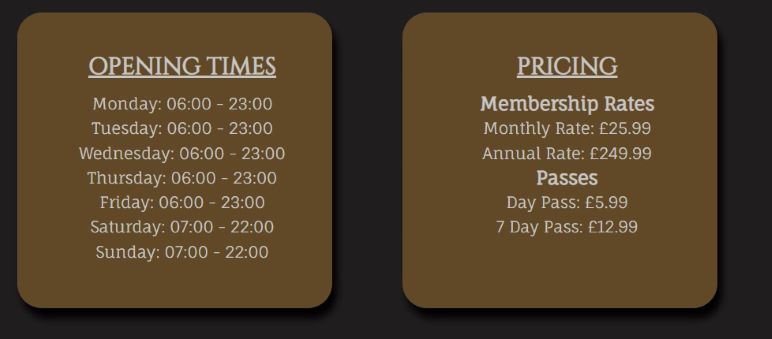 OPENING TIMES
Monday: 06:00 - 23:00
Tuesday: 06:00 - 23:00
Wednesday: 06:00 - 23:00
Thursday: 06:00 - 23:00
Friday: 06:00 - 23:00
Saturday: 07:00 - 22:00
Sunday: 07:00 - 22:00
PRICING
Membership Rates
Monthly Rate: £25.99
Annual Rate: £249.99
Passes
Day Pass: £5.99
7 Day Pass: £12.99